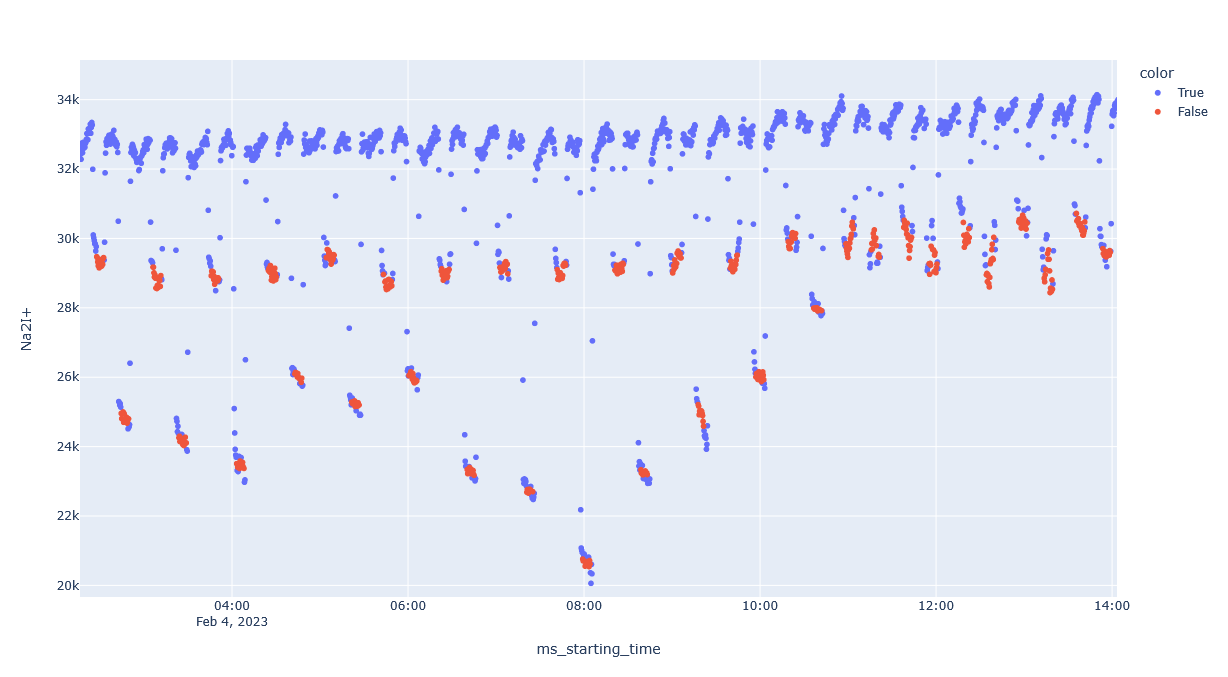 color
True
False
34k
32k
30k
28k
26k
24k
22k
20k
Na2I+
04:00 06:00 08:00 10:00 12:00 14:00
Feb 4, 2023
ms_starting_time